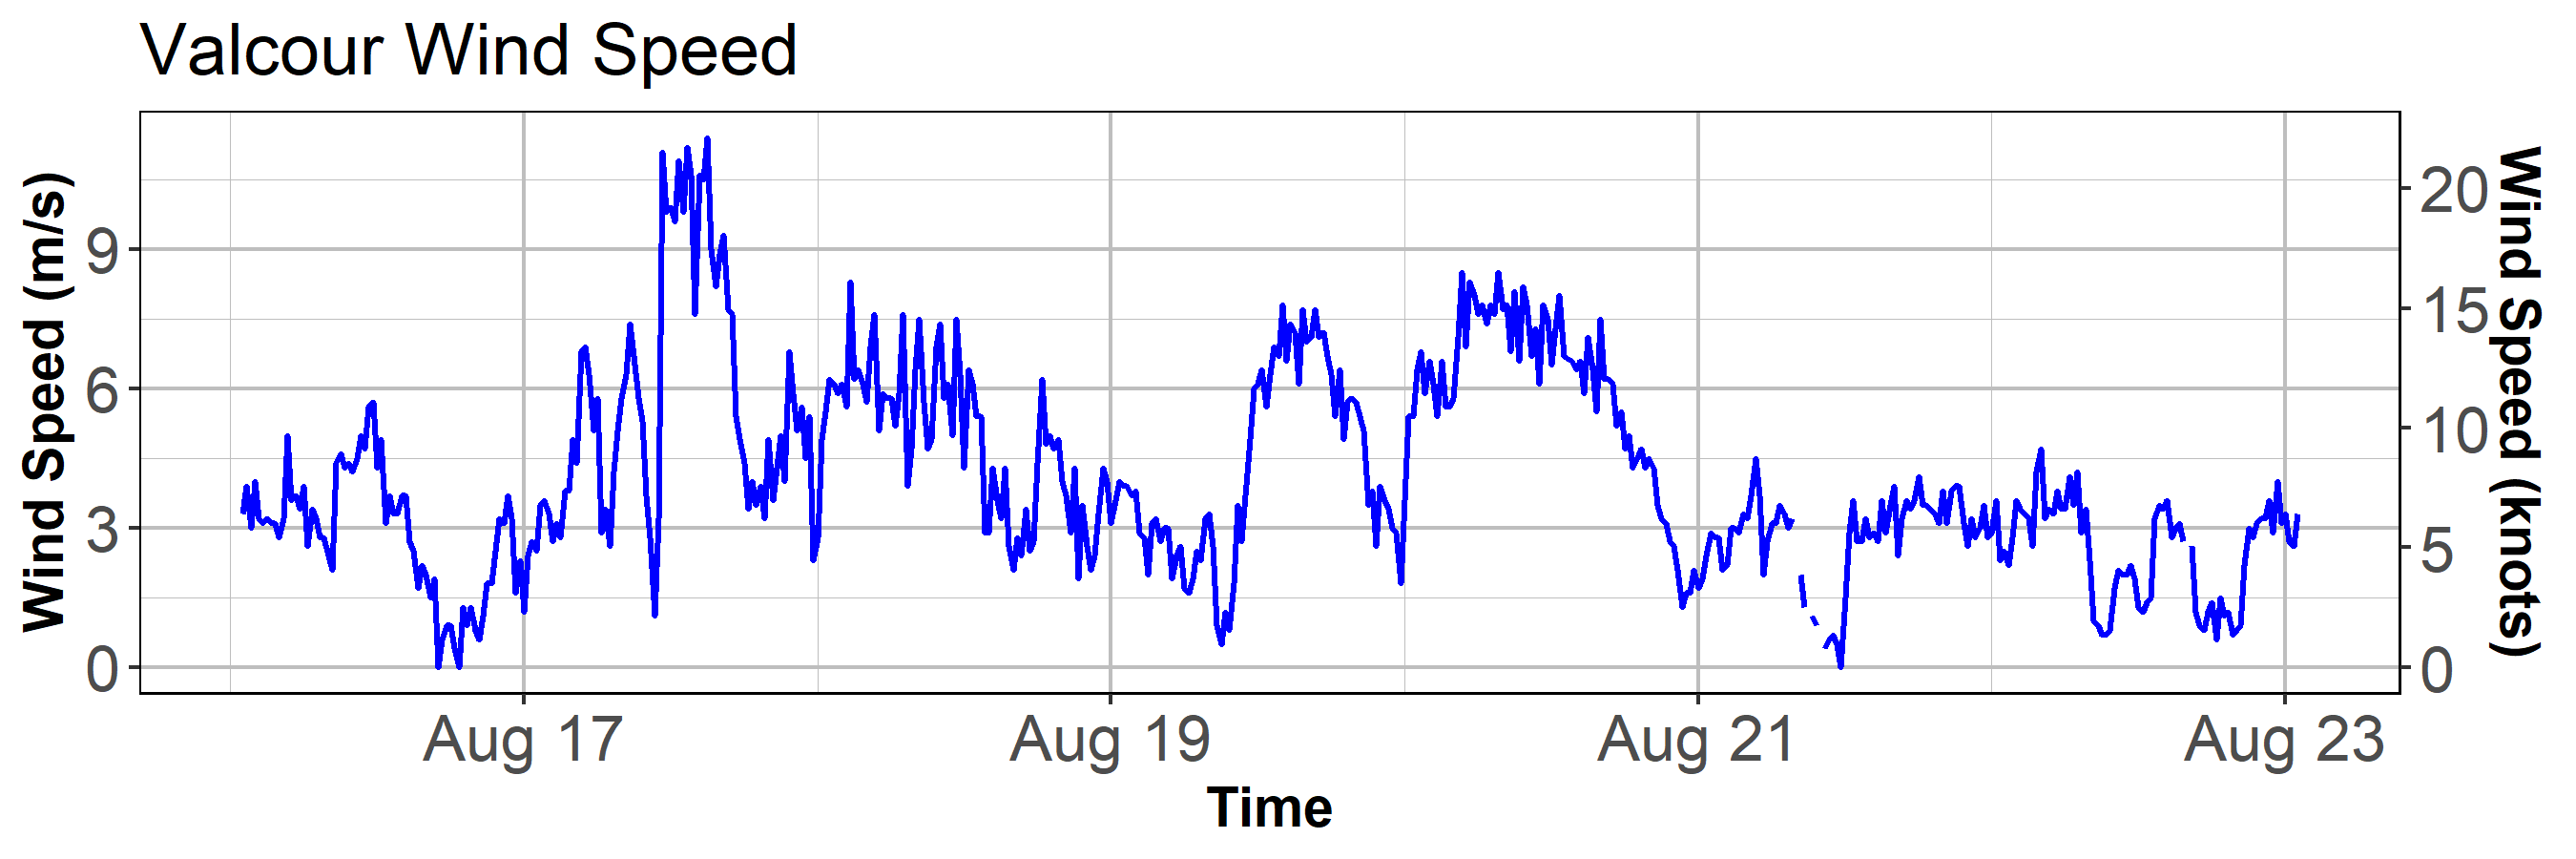 Valcour Wind Speed
Wind Speed (m/s)
9
6
3
0
20
15
10
5
0
Wind Speed (knots)
Aug 17
Aug 19
Aug 21
Aug 23
Time